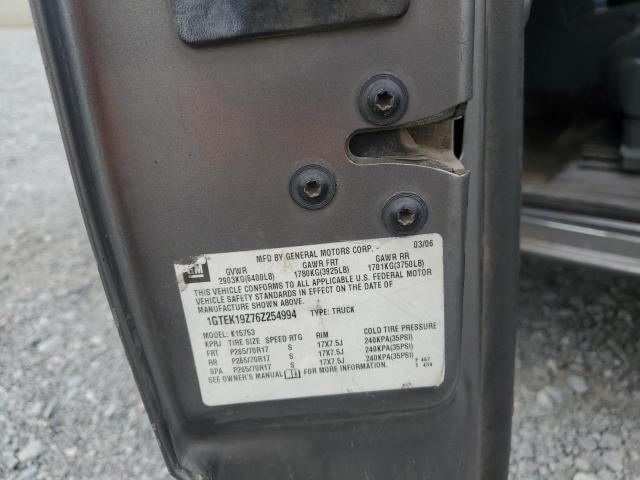 GM
MFD BY GENERAL MOTORS CORP. 03/06
GVWR GAWR FRT GAWR RR
2903KG(6400LB) 1780KG(3925LB) 1701KG(3750LB)
THIS VEHICLE CONFORMS TO ALL APPLICABLE U.S. FEDERAL MOTOR
VEHICLE SAFETY STANDARDS IN EFFECT ON THE DATE OF
MANUFACTURE SHOWN ABOVE.
1GTEK19Z76Z254994 TYPE: TRUCK
MODEL: K15753
KPRJ TIRE SIZE SPEED RTG RIM COLD TIRE PRESSURE
FRT P265/70R17 S 17X7.5J 240KPA(35PSI)
RR P265/70R17 S 17X7.5J 240KPA(35PSI)
SPA P265/70R17 S 17X7.5J 240KPA(35PSI)
SEE OWNER'S MANUAL FOR MORE INFORMATION.